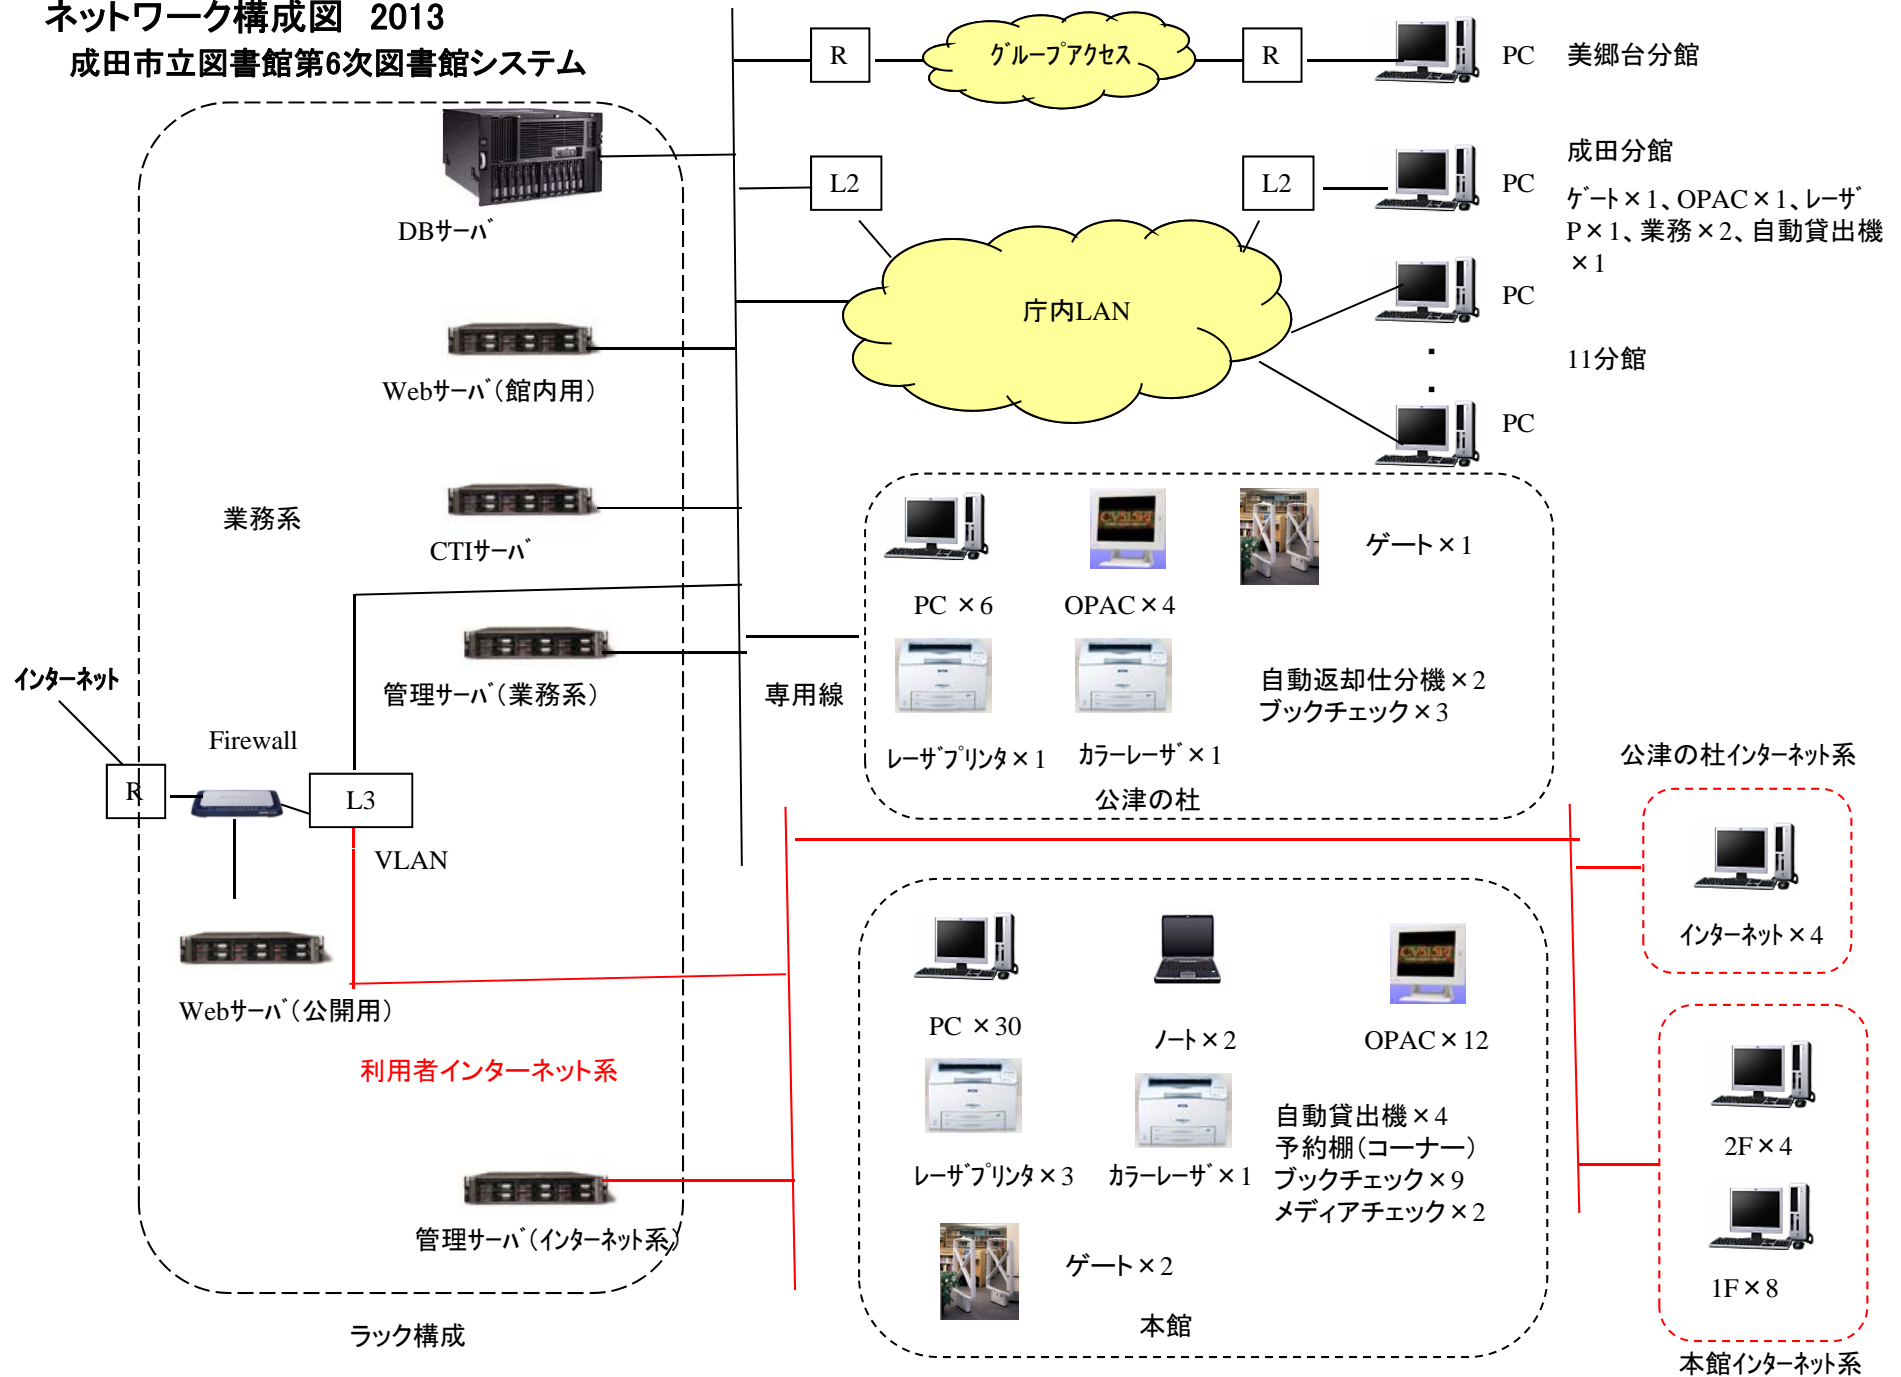 ネットワーク構成図 2013
成田市立図書館第6次図書館システム
R
グループアクセス
R
PC
美郷台分館
DBサーバ
L2
L2
PC
成田分館
ゲート×1、OPAC×1、レーザ
P×1、業務×2、自動貸出機
×1
庁内LAN
PC
・
・
11分館
PC
Webサーバ(館内用)
業務系
CTIサーバ
管理サーバ(業務系)
専用線
PC ×6
OPAC×4
ゲート×1
自動返却仕分機×2
ブックチェック×3
レーザプリンタ×1
カラーレーザ×1
公津の杜
インターネット
R
Firewall
L3
VLAN
Webサーバ(公開用)
利用者インターネット系
管理サーバ(インターネット系)
ラック構成
PC ×30
ノート×2
OPAC×12
レーザプリンタ×3
カラーレーザ×1
自動貸出機×4
予約棚(コーナー)
ブックチェック×9
メディアチェック×2
ゲート×2
本館
公津の杜インターネット系
インターネット×4
2F×4
1F×8
本館インターネット系